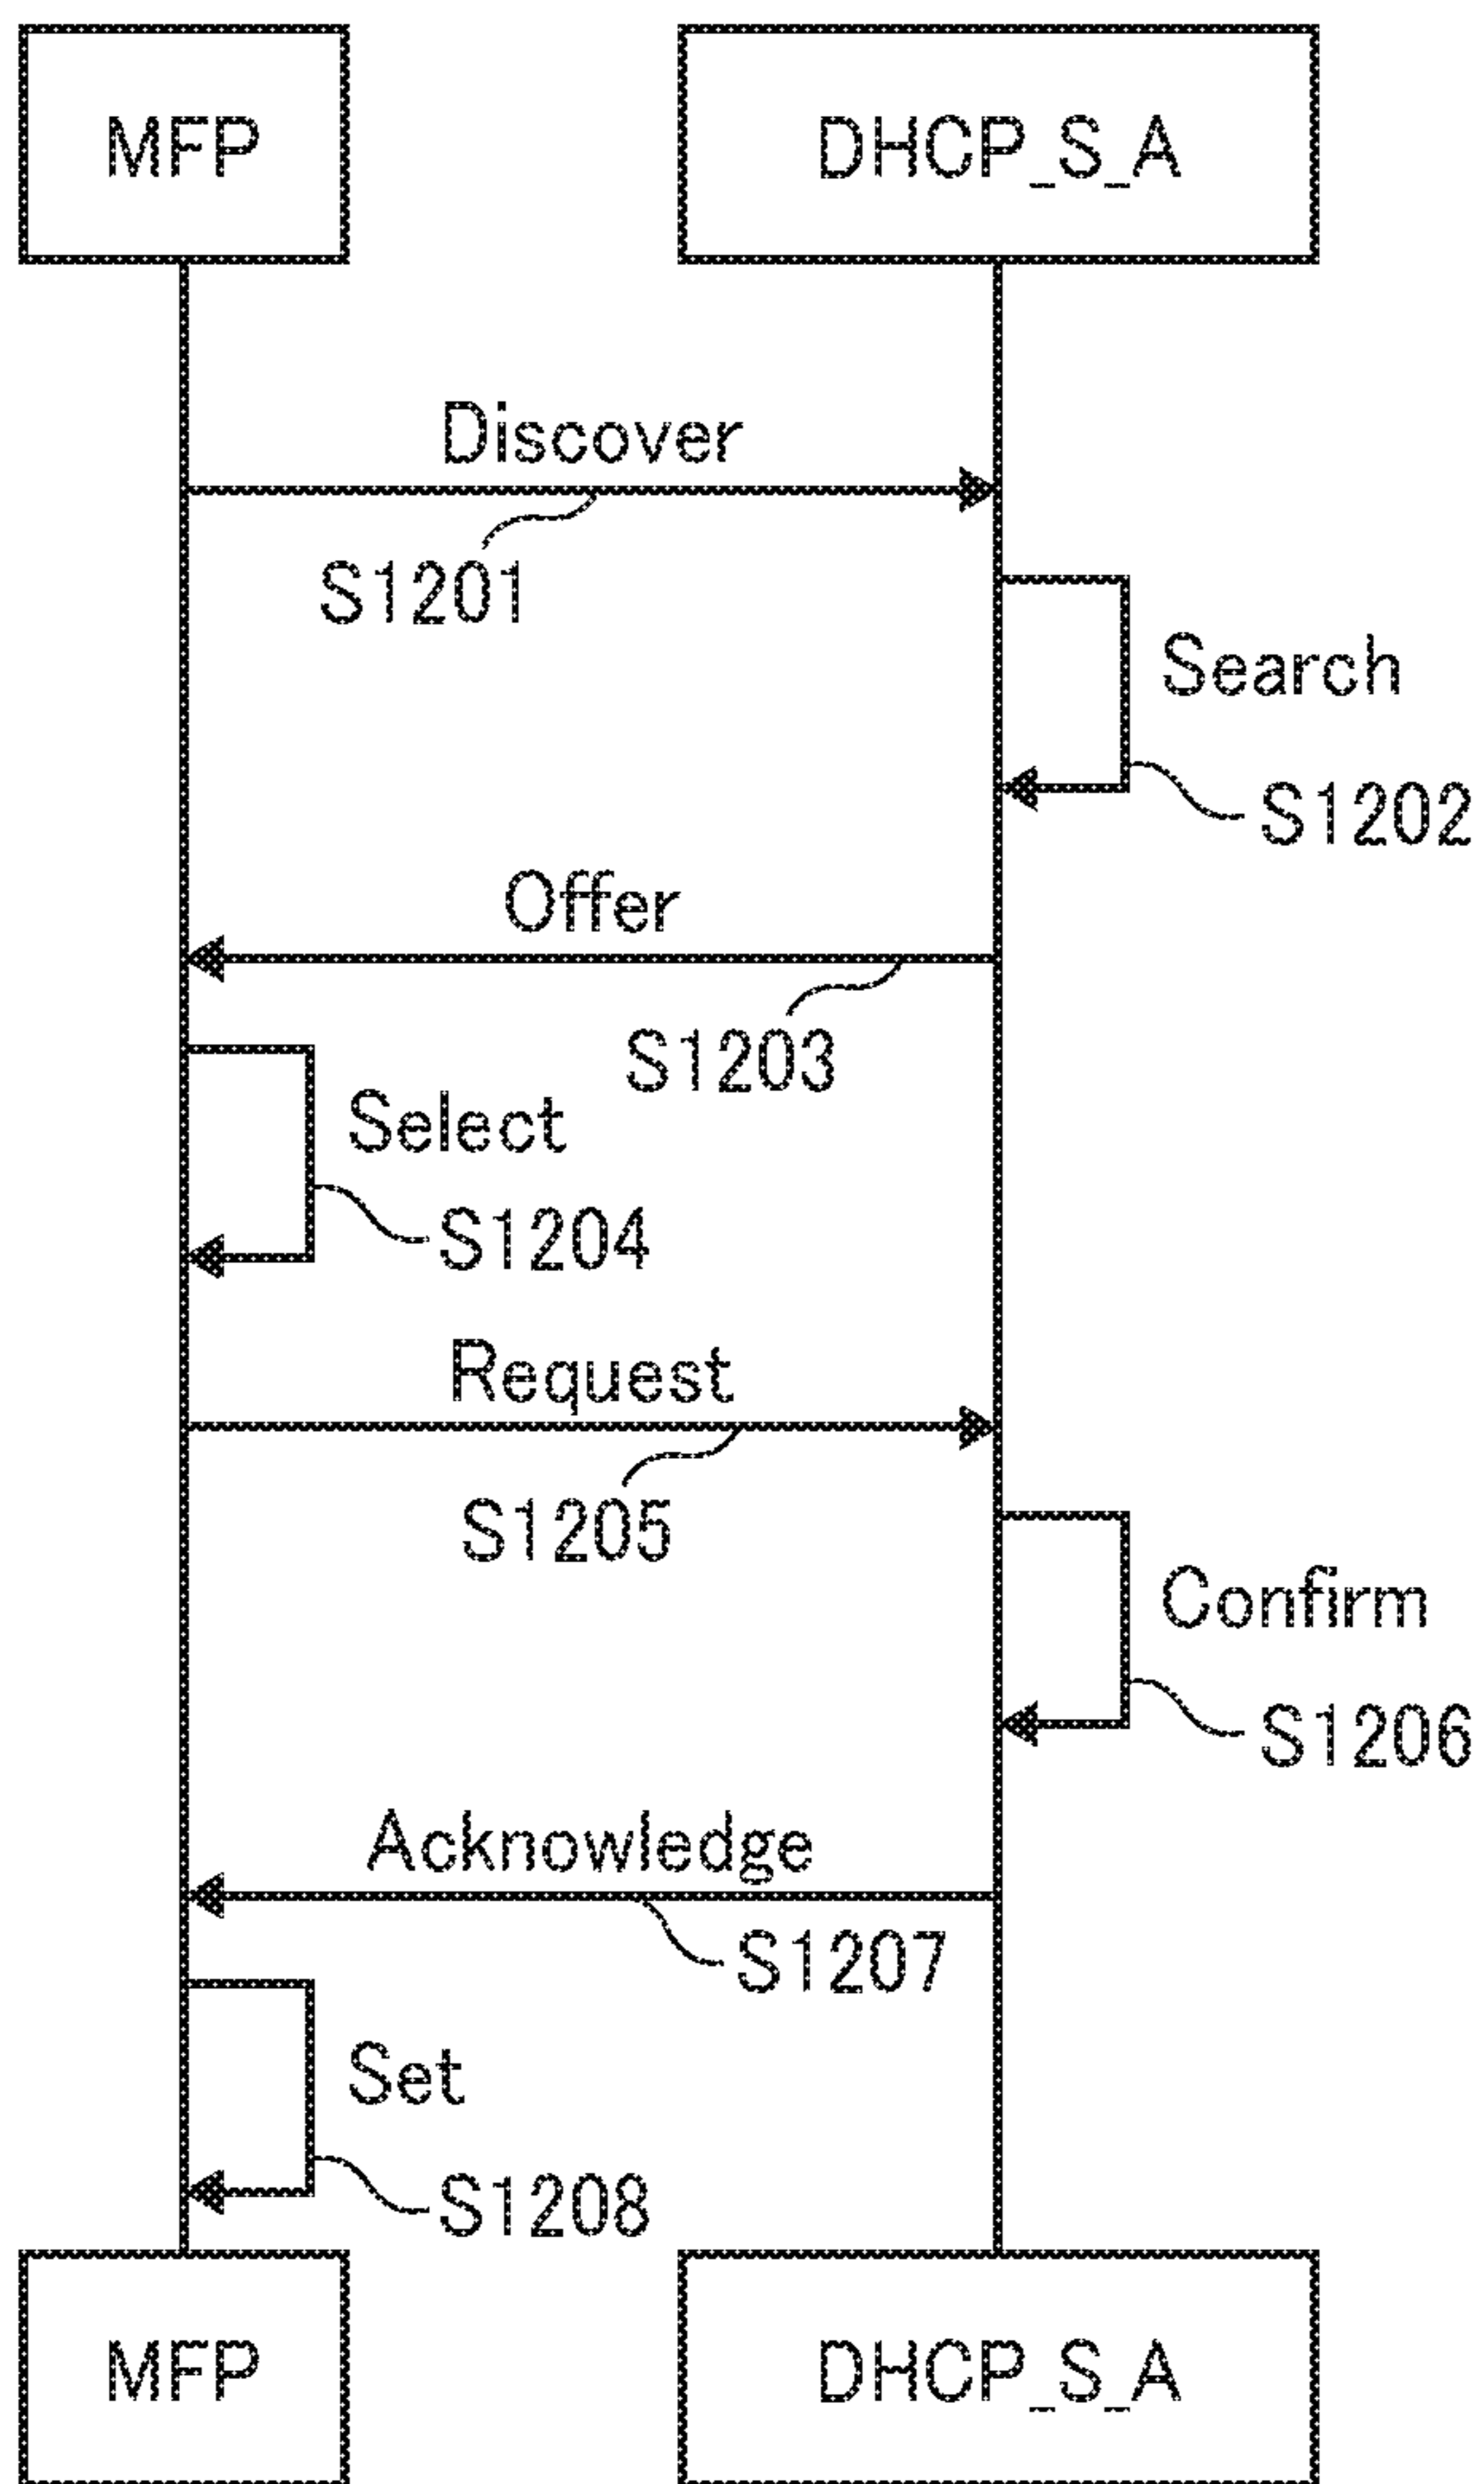 MFP
DHCP_S_A
Discover
S1201
Search
S1202
Offer
S1203
Select
S1204
Request
S1205
Confirm
S1206
Acknowledge
S1207
Set
S1208
MFP
DHCP_S_A